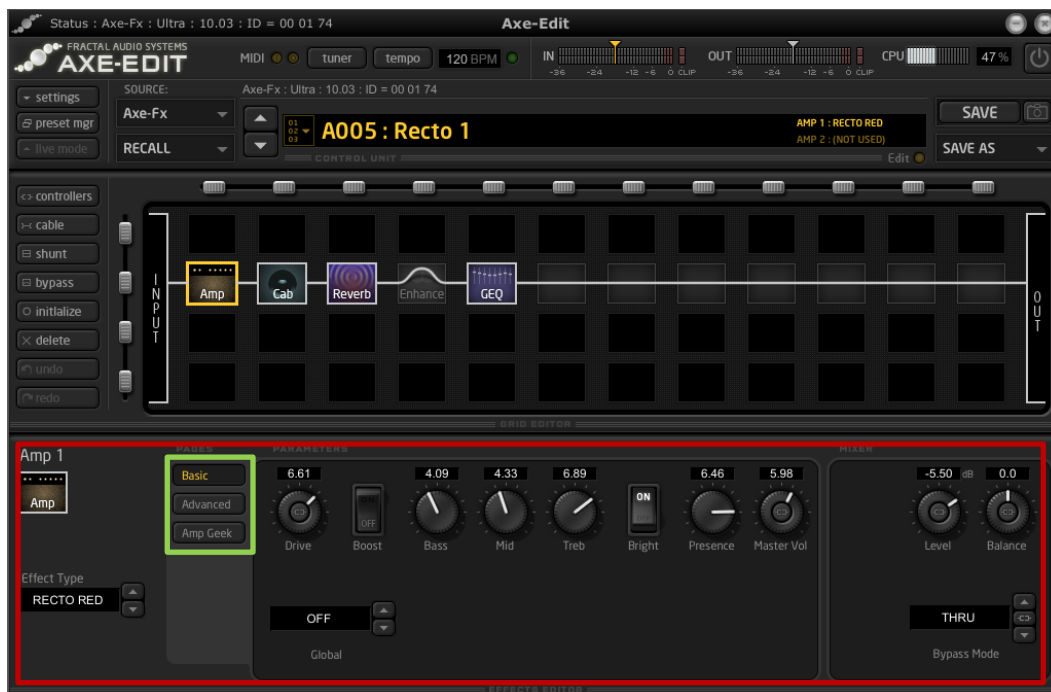 Status : Axe-Fx : Ultra : 10.03 : ID = 00 01 74
Axe-Edit
FRACTAL AUDIO SYSTEMS
AXE-EDIT
MIDI
tuner
tempo
120 BPM
IN
-36 -24 -12 -6 0 CLIP
OUT
-36 -24 -12 -6 0 CLIP
CPU
47 %
settings
preset mgr
live mode
SOURCE:
Axe-Fx
RECALL
Axe-Fx : Ultra : 10.03 : ID = 00 01 74
01
02
03
A005 : Recto 1
AMP 1 : RECTO RED
AMP 2 : (NOT USED)
CONTROL UNIT
Edit
SAVE
SAVE AS
controllers
cable
shunt
bypass
initlalize
delete
undo
redo
INPUT
Amp
Cab
Reverb
Enhance
GEQ
OUT
GRID EDITOR
Amp 1
Amp
Effect Type
RECTO RED
PAGES
Basic
Advanced
Amp Geek
PARAMETERS
6.61
4.09
4.33
6.89
6.46
5.98
ON
OFF
ON
Drive
Boost
Bass
Mid
Treb
Bright
Presence
Master Vol
OFF
Global
MIXER
-5.50 dB
0.0
Level
Balance
THRU
Bypass Mode
EFFECTS EDITOR